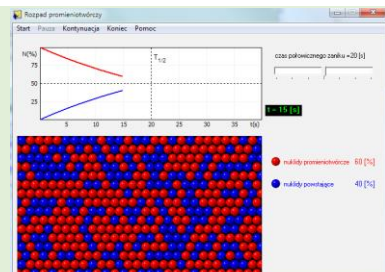 Rozpad promieniotwórczy
Start Pauza Kontynuacja Koniec Pomoc
N(%)
75
50
25
T1/2
5 10 15 20 25 30 35 t(s)
czas połowicznego zaniku =20 [s]
t = 15 [s]
nuklidy promieniotwórcze 60 [%]
nuklidy powstające 40 [%]